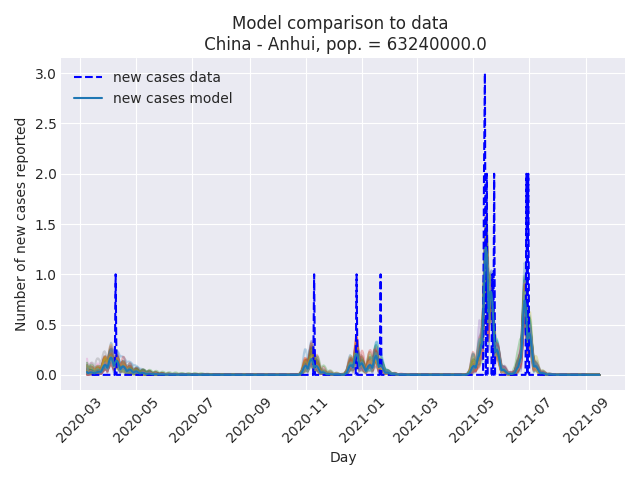 Model comparison to data
China - Anhui, pop. = 63240000.0
new cases data
new cases model
Number of new cases reported
3.0
2.5
2.0
1.5
1.0
0.5
0.0
2020-03
2020-05
2020-07
2020-09
2020-11
2021-01
2021-03
2021-05
2021-07
2021-09
Day